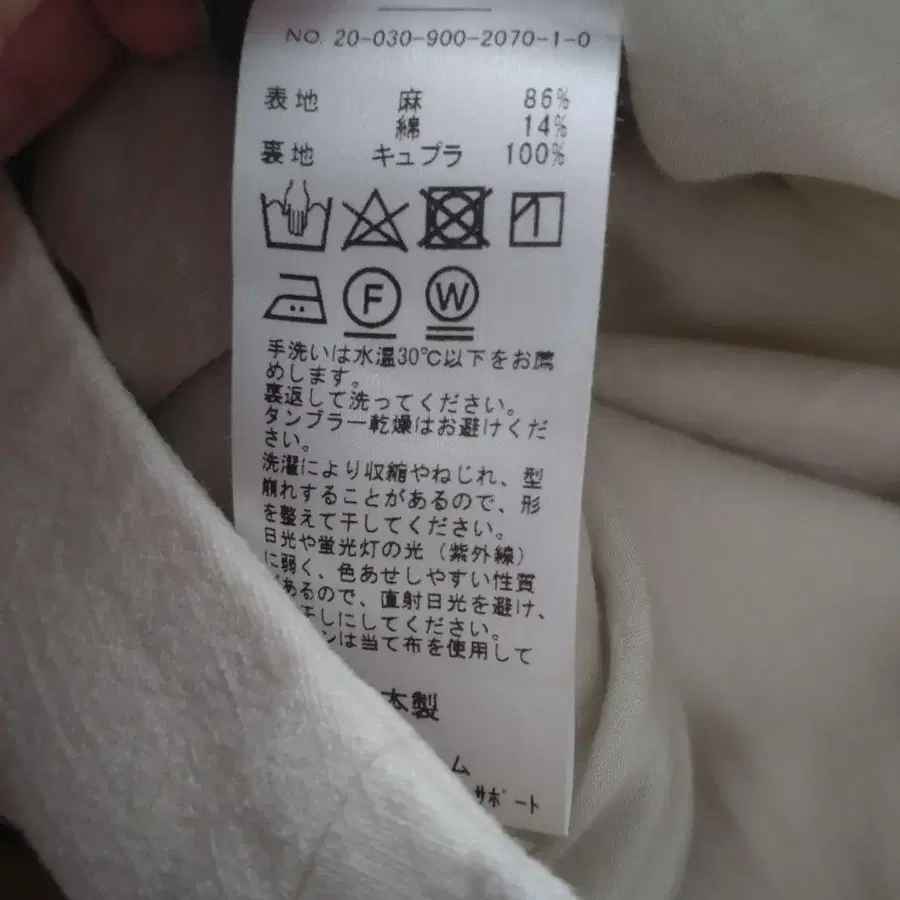 NO. 20-030-900-2070-1-0
表地 麻 86%
綿 14%
裏地 キュプラ 100%
F W
手洗いは水温30℃以下をお薦
めします。
裏返して洗ってください。
タンブラー乾燥はお避けくだ
さい。
洗濯により収縮やねじれ、型
崩れすることがあるので、形
を整えて干してください。
日光や蛍光灯の光（紫外線）
に弱く、色あせしやすい性質
があるので、直射日光を避け、
干しにしてください。
ンは当て布を使用して
本製
ム
サポート